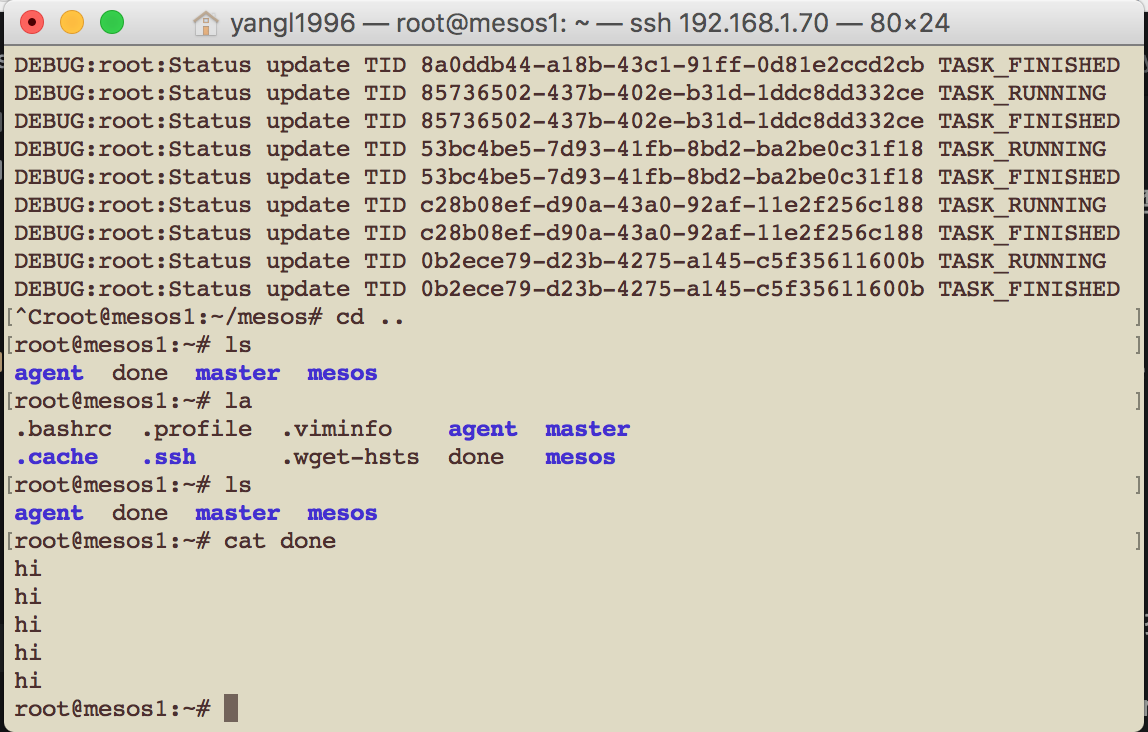 yangl1996 — root@mesos1: ~ — ssh 192.168.1.70 — 80×24
DEBUG:root:Status update TID 8a0ddb44-a18b-43c1-91ff-0d81e2ccd2cb TASK_FINISHED
DEBUG:root:Status update TID 85736502-437b-402e-b31d-1ddc8dd332ce TASK_RUNNING
DEBUG:root:Status update TID 85736502-437b-402e-b31d-1ddc8dd332ce TASK_FINISHED
DEBUG:root:Status update TID 53bc4be5-7d93-41fb-8bd2-ba2be0c31f18 TASK_RUNNING
DEBUG:root:Status update TID 53bc4be5-7d93-41fb-8bd2-ba2be0c31f18 TASK_FINISHED
DEBUG:root:Status update TID c28b08ef-d90a-43a0-92af-11e2f256c188 TASK_RUNNING
DEBUG:root:Status update TID c28b08ef-d90a-43a0-92af-11e2f256c188 TASK_FINISHED
DEBUG:root:Status update TID 0b2ece79-d23b-4275-a145-c5f35611600b TASK_RUNNING
DEBUG:root:Status update TID 0b2ece79-d23b-4275-a145-c5f35611600b TASK_FINISHED
[^Croot@mesos1:~/mesos# cd .. ]
[root@mesos1:~# ls ]
agent done master mesos
[root@mesos1:~# la ]
.bashrc .profile .viminfo agent master
.cache .ssh .wget-hsts done mesos
[root@mesos1:~# ls ]
agent done master mesos
[root@mesos1:~# cat done ]
hi
hi
hi
hi
hi
root@mesos1:~#